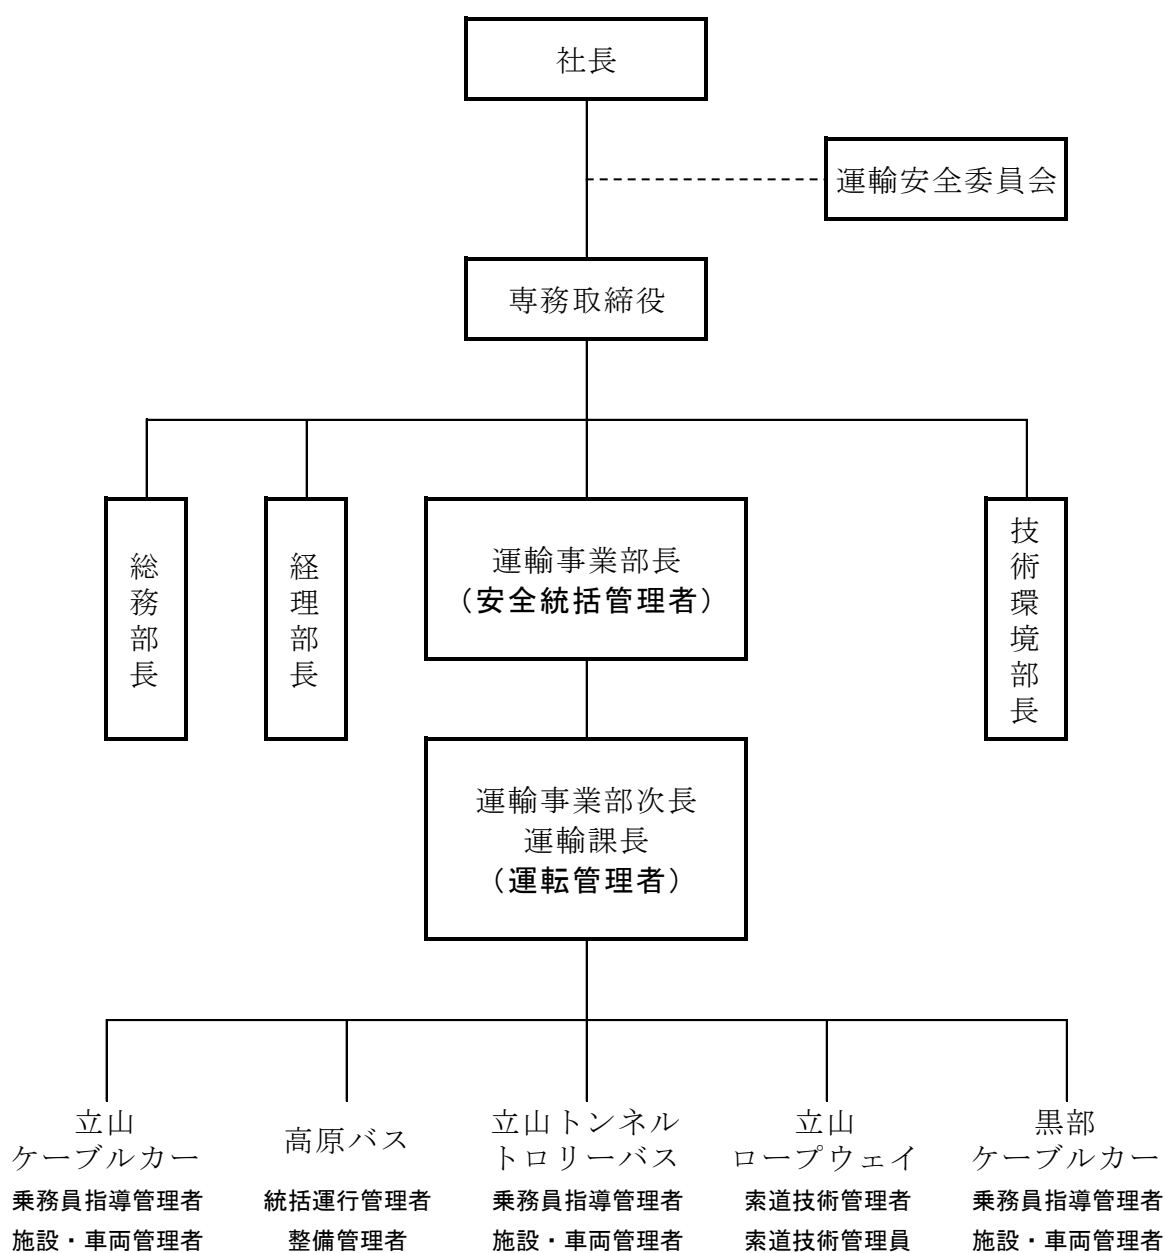 社長
運輸安全委員会
専務取締役
総務部長
経理部長
運輸事業部長
（安全統括管理者）
技術環境部長
運輸事業部次長
運輸課長
（運転管理者）
立山
ケーブルカー
乗務員指導管理者
施設・車両管理者
高原バス
統括運行管理者
整備管理者
立山トンネル
トロリーバス
乗務員指導管理者
施設・車両管理者
立山
ロープウェイ
索道技術管理者
索道技術管理員
黒部
ケーブルカー
乗務員指導管理者
施設・車両管理者